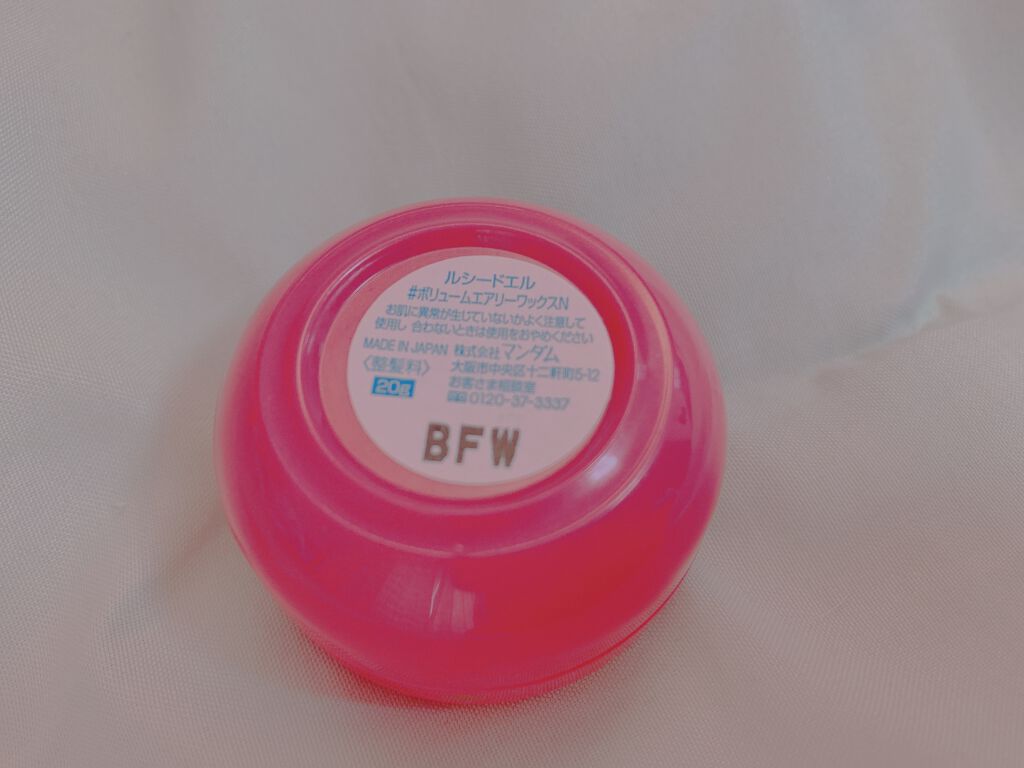 ルシードエル
#ボリュームエアリーワックスN
お肌に異常が生じていないかよく注意して
使用し 合わないときは使用をおやめください
MADE IN JAPAN 株式会社 マンダム
〈整髪料〉 大阪市中央区十二軒町5-12
20g お客さま相談室
0120-37-3337
BFW